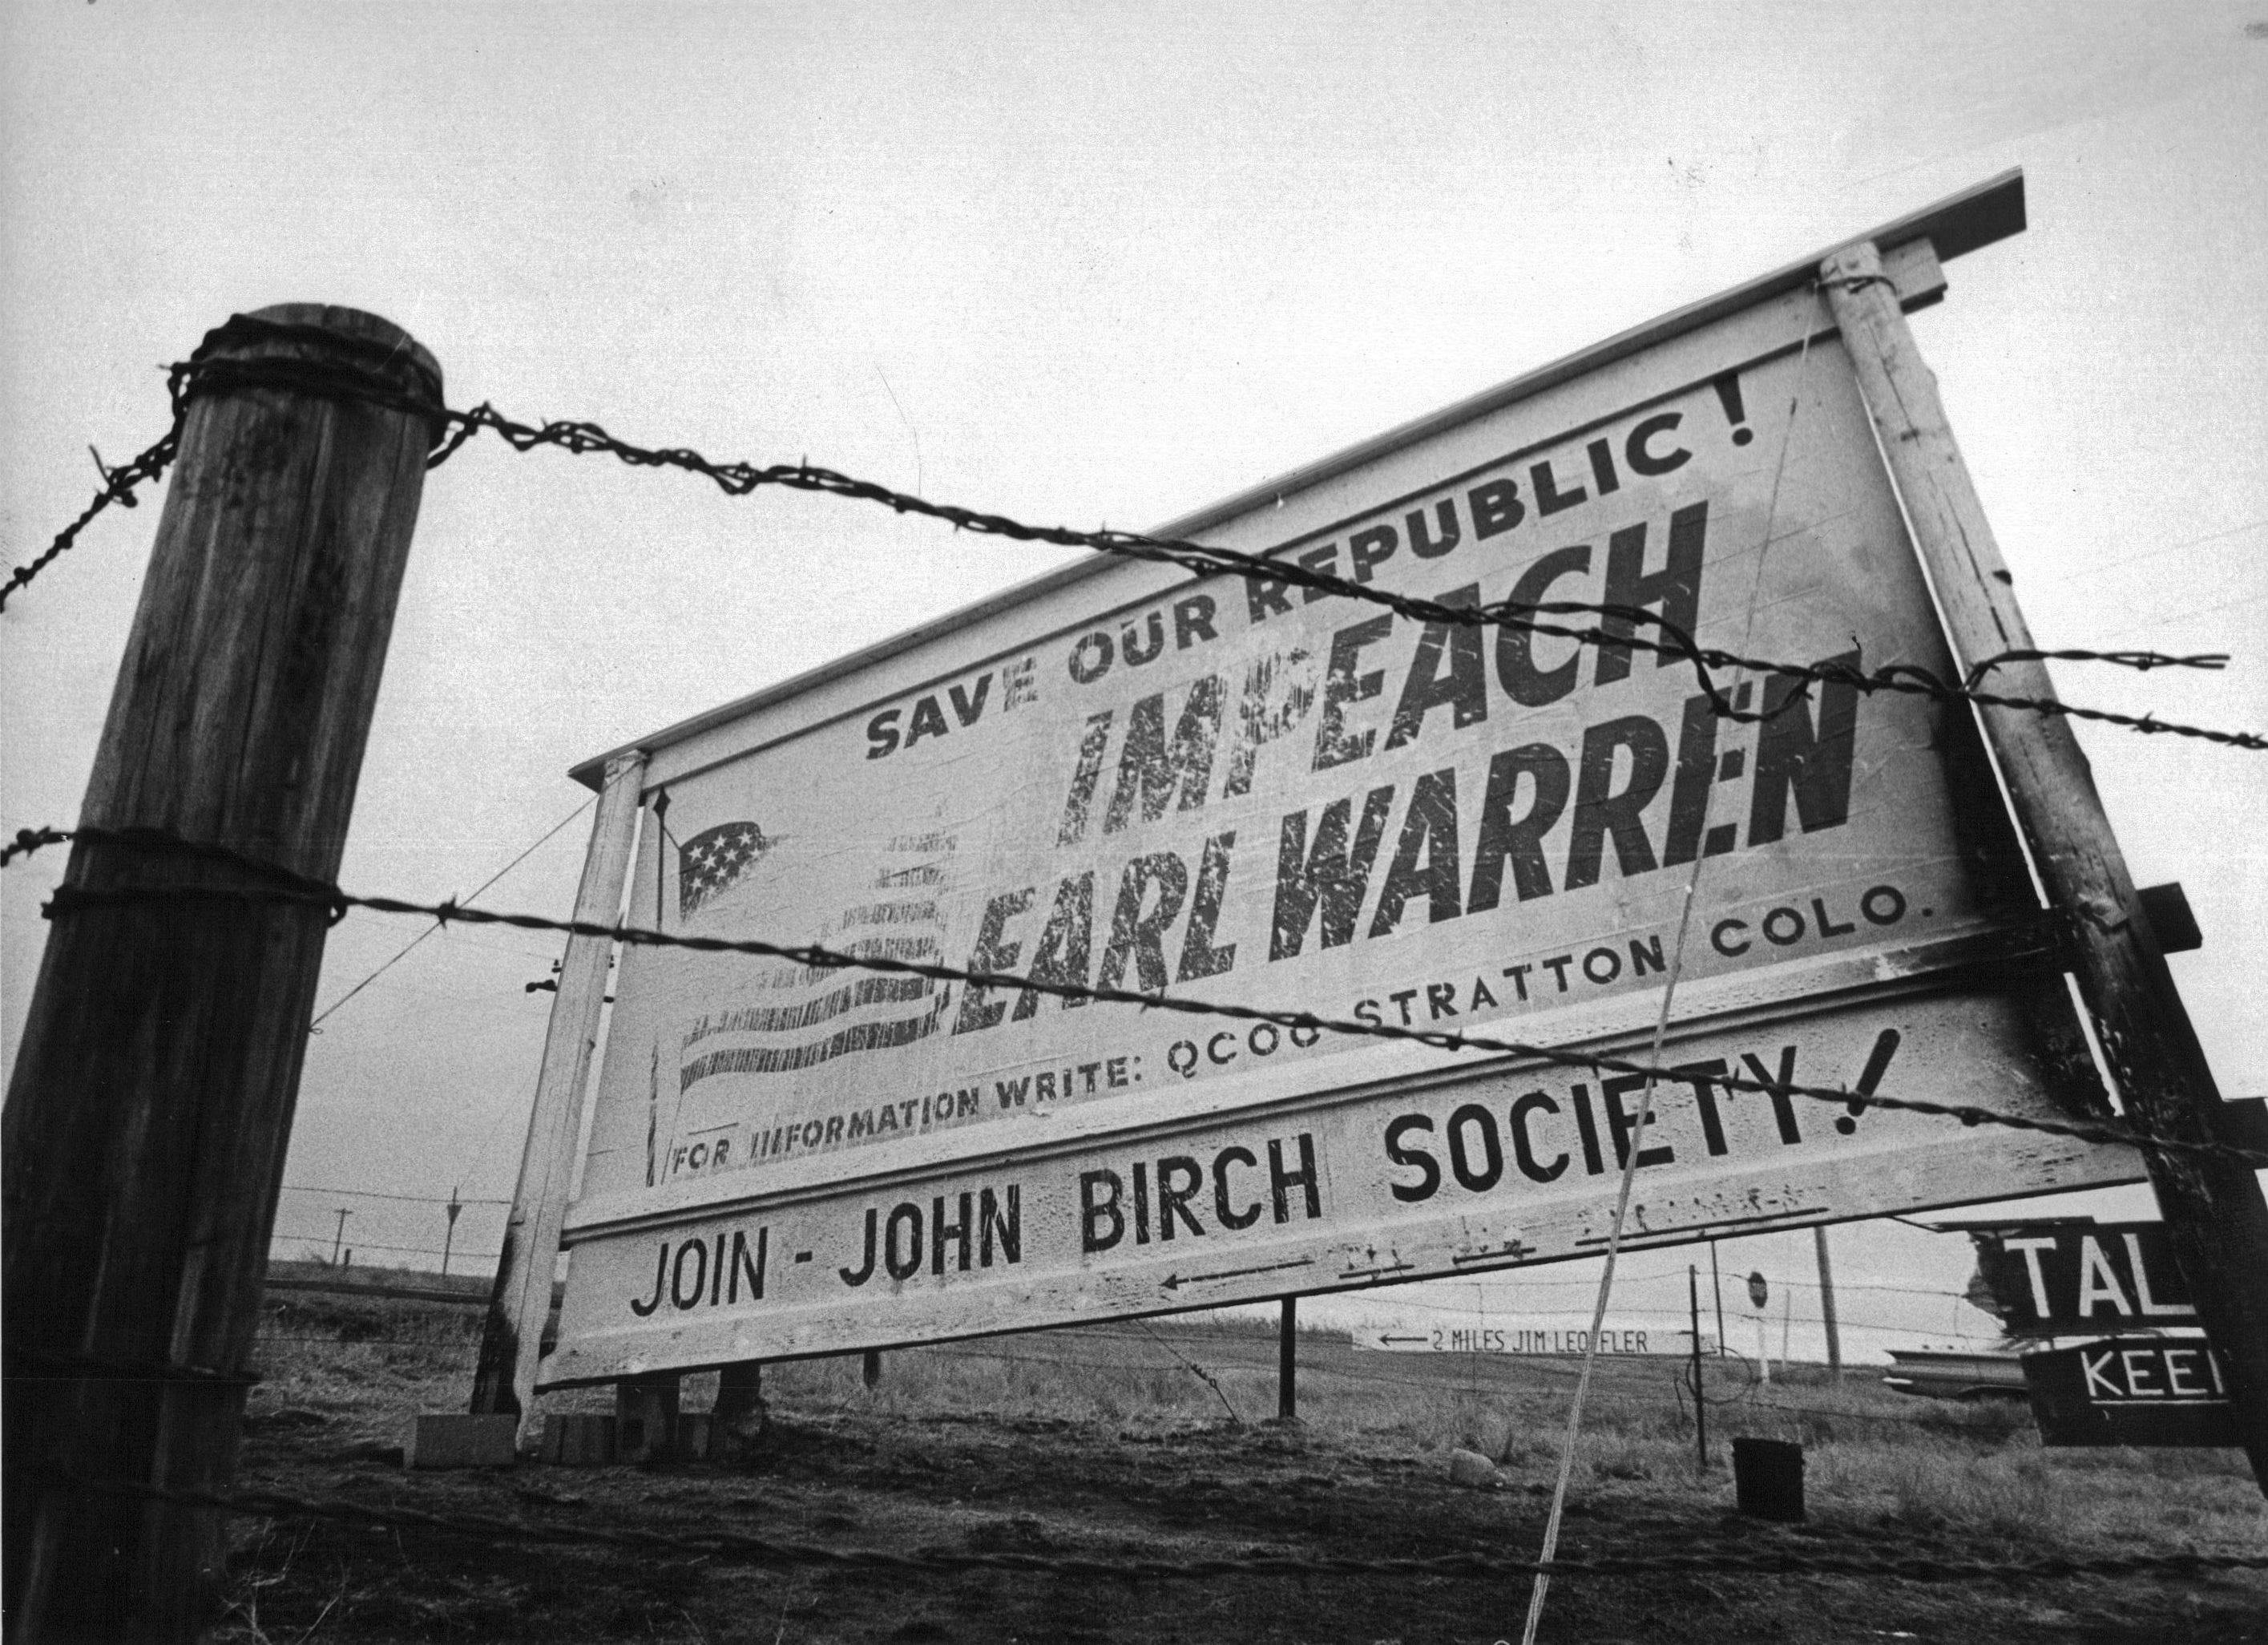 SAVE OUR REPUBLIC!
IMPEACH
EARL WARREN
FOR INFORMATION WRITE: QCOO STRATTON COLO.
JOIN - JOHN BIRCH SOCIETY!
← 2 MILES JIM LEOFFLER
TAL
KEE